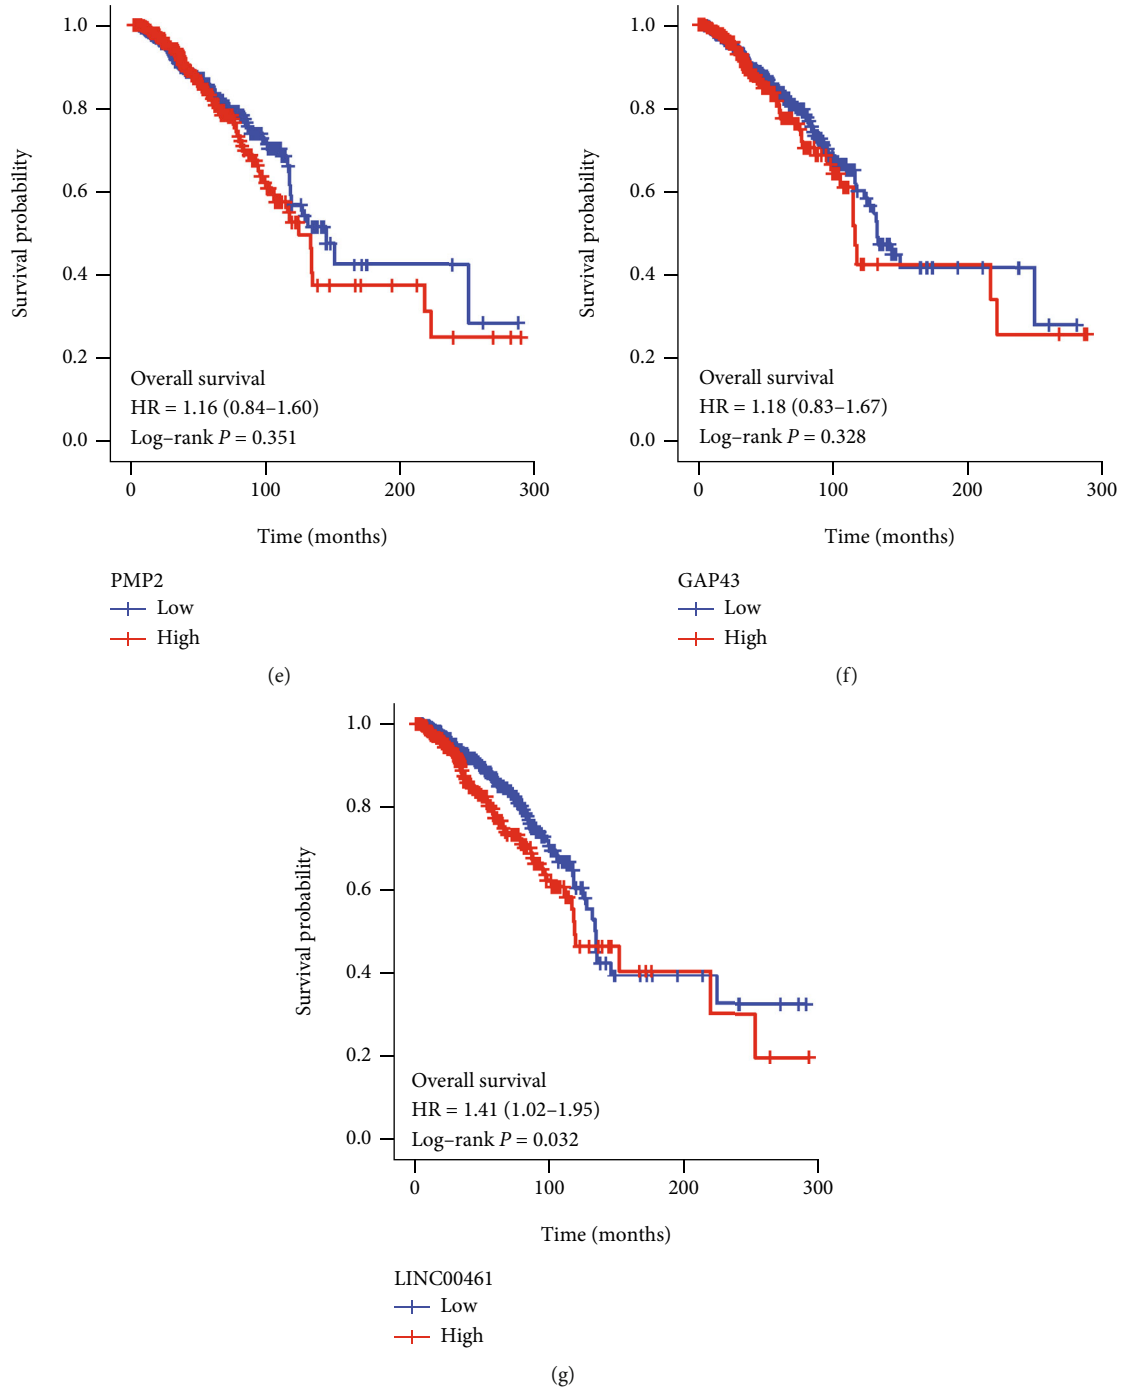 1.0
0.8
0.6
0.4
0.2
0.0
Survival probability
Overall survival
HR = 1.16 (0.84–1.60)
Log–rank P = 0.351
0 100 200 300
Time (months)
PMP2
Low
High
(e)
1.0
0.8
0.6
0.4
0.2
0.0
Survival probability
Overall survival
HR = 1.18 (0.83–1.67)
Log–rank P = 0.328
0 100 200 300
Time (months)
GAP43
Low
High
(f)
1.0
0.8
0.6
0.4
0.2
0.0
Survival probability
Overall survival
HR = 1.41 (1.02–1.95)
Log–rank P = 0.032
0 100 200 300
Time (months)
LINC00461
Low
High
(g)